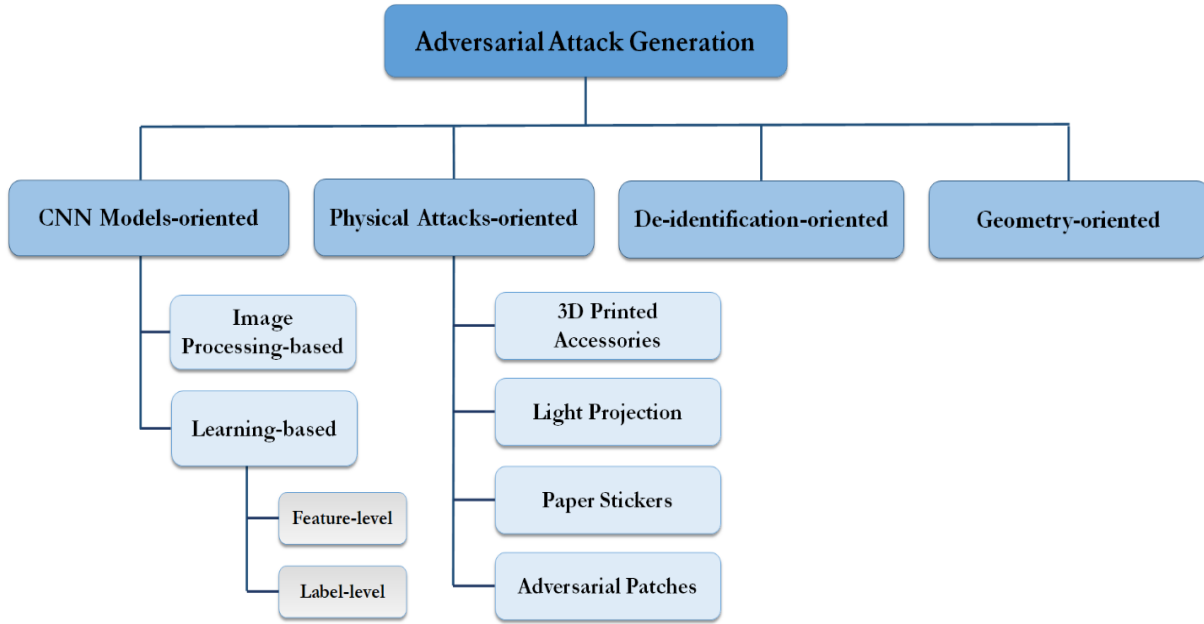 Adversarial Attack Generation
CNN Models-oriented
Physical Attacks-oriented
De-identification-oriented
Geometry-oriented
Image
Processing-based
Learning-based
Feature-level
Label-level
3D Printed
Accessories
Light Projection
Paper Stickers
Adversarial Patches